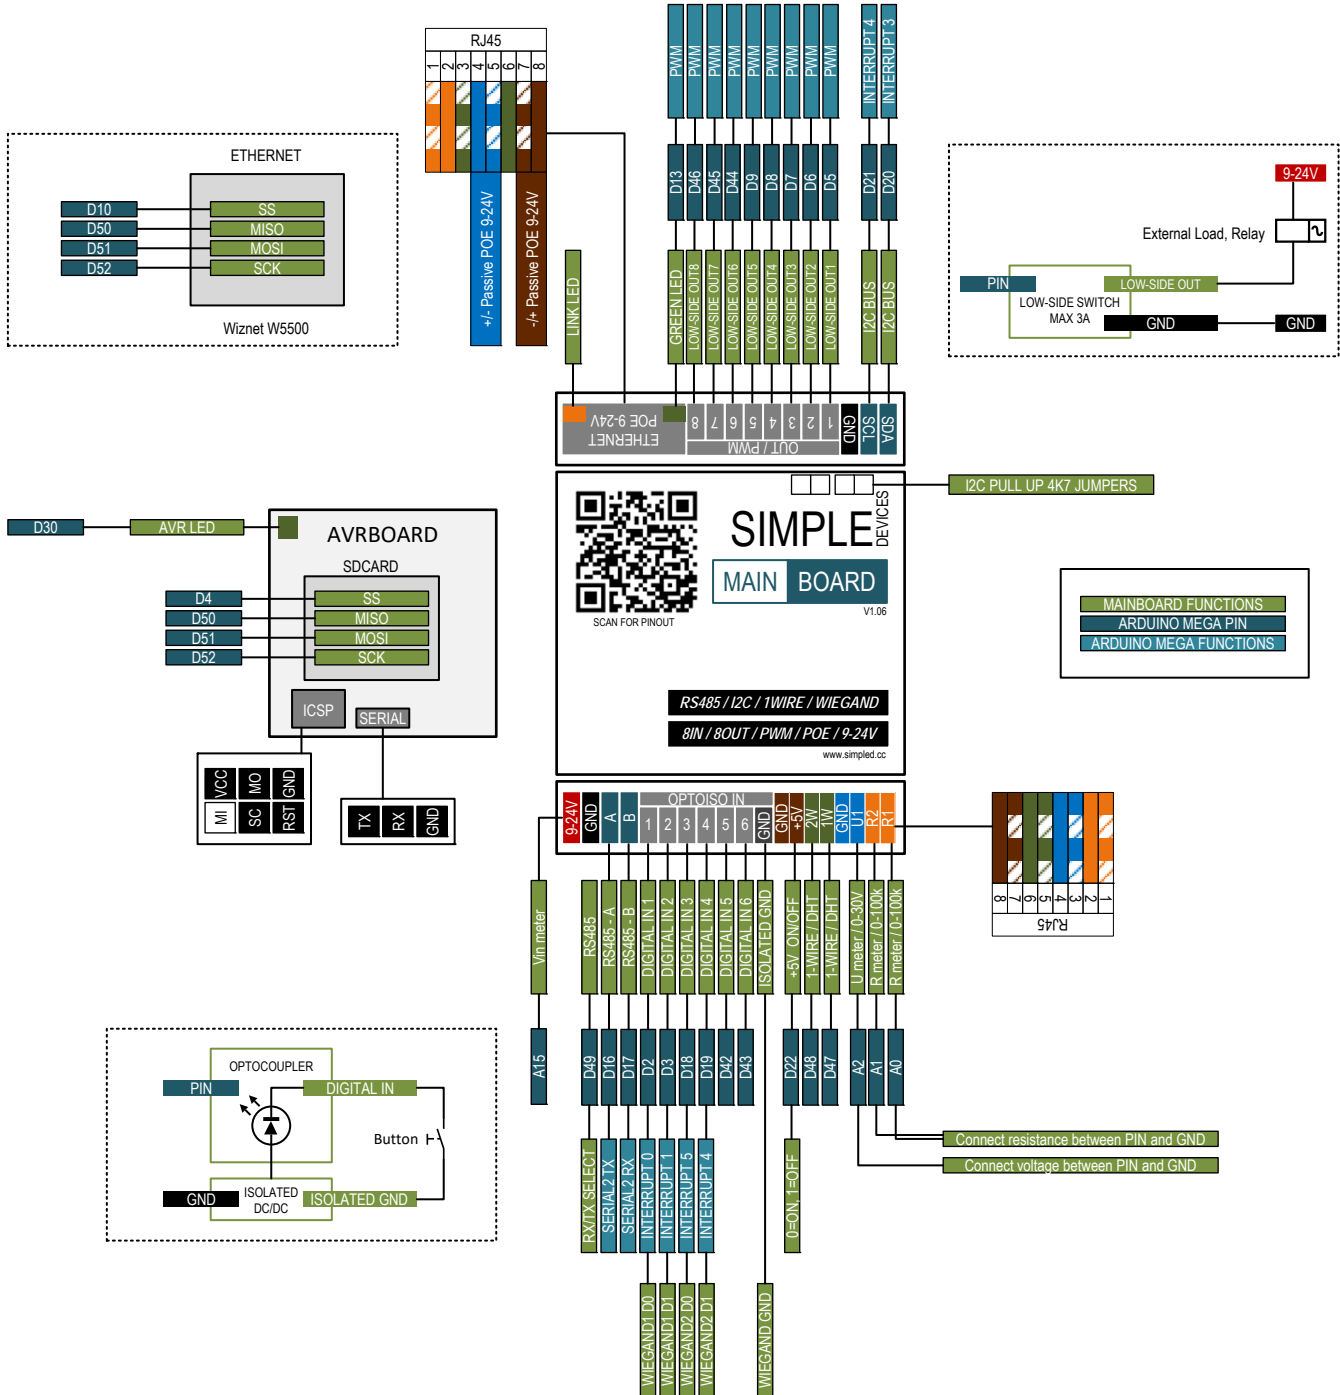 RJ45
1
2
3
4
5
6
7
8
+/- Passive POE 9-24V
-/+ Passive POE 9-24V
LINK LED
PWM
PWM
PWM
PWM
PWM
PWM
PWM
PWM
PWM
INTERRUPT 4
INTERRUPT 3
D13
D46
D45
D44
D9
D8
D7
D6
D5
D21
D20
GREEN LED
LOW-SIDE OUT8
LOW-SIDE OUT7
LOW-SIDE OUT6
LOW-SIDE OUT5
LOW-SIDE OUT4
LOW-SIDE OUT3
LOW-SIDE OUT2
LOW-SIDE OUT1
I2C BUS
I2C BUS
ETHERNET
D10
SS
D50
MISO
D51
MOSI
D52
SCK
Wiznet W5500
9-24V
External Load, Relay
PIN
LOW-SIDE OUT
LOW-SIDE SWITCH
MAX 3A
GND
GND
ETHERNET
POE 9-24V
8
7
6
5
4
3
2
1
OUT / PWM
GND
SCL
SDA
I2C PULL UP 4K7 JUMPERS
SIMPLE
DEVICES
MAIN BOARD
V1.06
SCAN FOR PINOUT
RS485 / I2C / 1WIRE / WIEGAND
8IN / 8OUT / PWM / POE / 9-24V
www.simpled.cc
D30
AVR LED
AVRBOARD
SDCARD
D4
SS
D50
MISO
D51
MOSI
D52
SCK
ICSP
SERIAL
VCC
MO
GND
MI
SC
RST
TX
RX
GND
MAINBOARD FUNCTIONS
ARDUINO MEGA PIN
ARDUINO MEGA FUNCTIONS
9-24V
GND
A
B
OPTOISO IN
1
2
3
4
5
6
GND
GND
+5V
2W
1W
GND
U1
R2
R1
8
7
6
5
4
3
2
1
RJ45
Vin meter
RS485
RS485 - A
RS485 - B
DIGITAL IN 1
DIGITAL IN 2
DIGITAL IN 3
DIGITAL IN 4
DIGITAL IN 5
DIGITAL IN 6
ISOLATED GND
+5V ON/OFF
1-WIRE / DHT
1-WIRE / DHT
U meter / 0-30V
R meter / 0-100k
R meter / 0-100k
A15
D49
D16
D17
D2
D3
D18
D19
D42
D43
D22
D48
D47
A2
A1
A0
RX/TX SELECT
SERIAL2 TX
SERIAL2 RX
INTERRUPT 0
INTERRUPT 1
INTERRUPT 5
INTERRUPT 4
0=ON, 1=OFF
Connect resistance between PIN and GND
Connect voltage between PIN and GND
WIEGAND1 D0
WIEGAND1 D1
WIEGAND2 D0
WIEGAND2 D1
WIEGAND GND
OPTOCOUPLER
PIN
DIGITAL IN
Button
GND
ISOLATED
DC/DC
ISOLATED GND